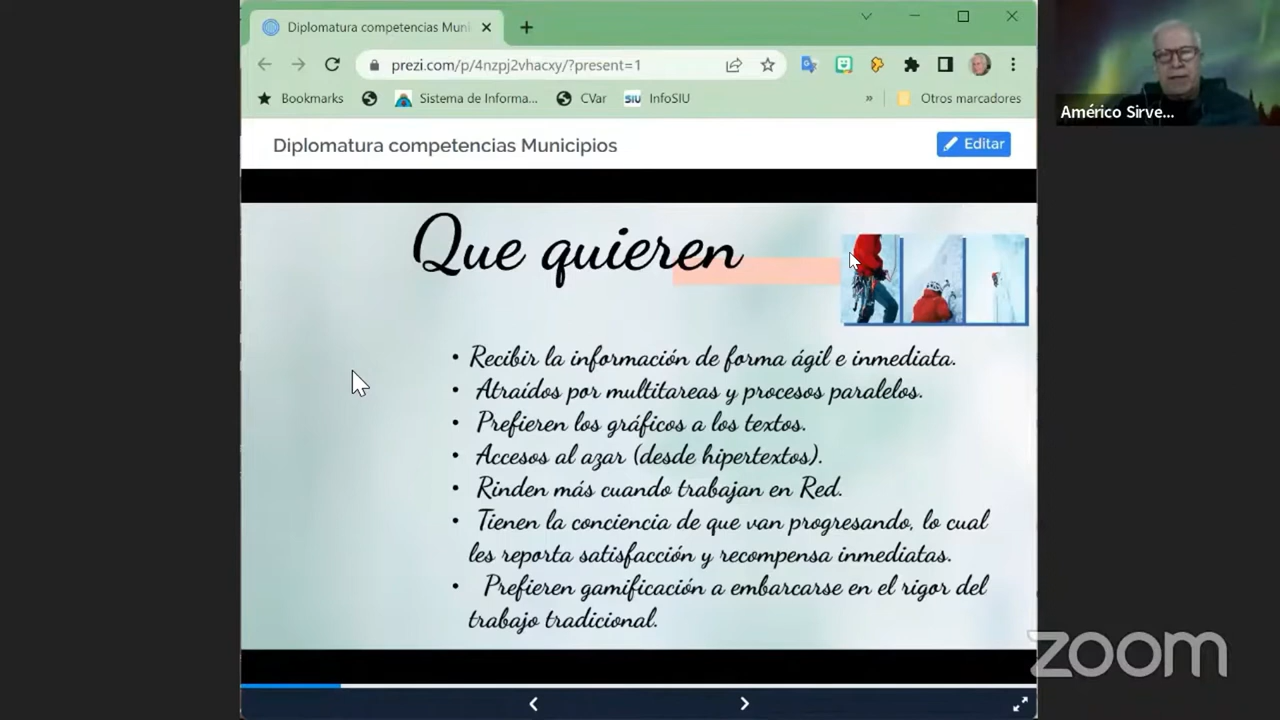 Diplomatura competencias Muni
prezi.com/p/4nzpj2vhacxy/?present=1
Bookmarks
Sistema de Informa...
CVar
SIU
InfoSIU
»
Otros marcadores
Diplomatura competencias Municipios
Editar
Américo Sirve...
Que quieren
• Recibir la información de forma ágil e inmediata.
• Atraídos por multitareas y procesos paralelos.
• Prefieren los gráficos a los textos.
• Accesos al azar (desde hipertextos).
• Rinden más cuando trabajan en Red.
• Tienen la conciencia de que van progresando, lo cual
les reporta satisfacción y recompensa inmediatas.
• Prefieren gamificación a embarcarse en el rigor del
trabajo tradicional.
zoom